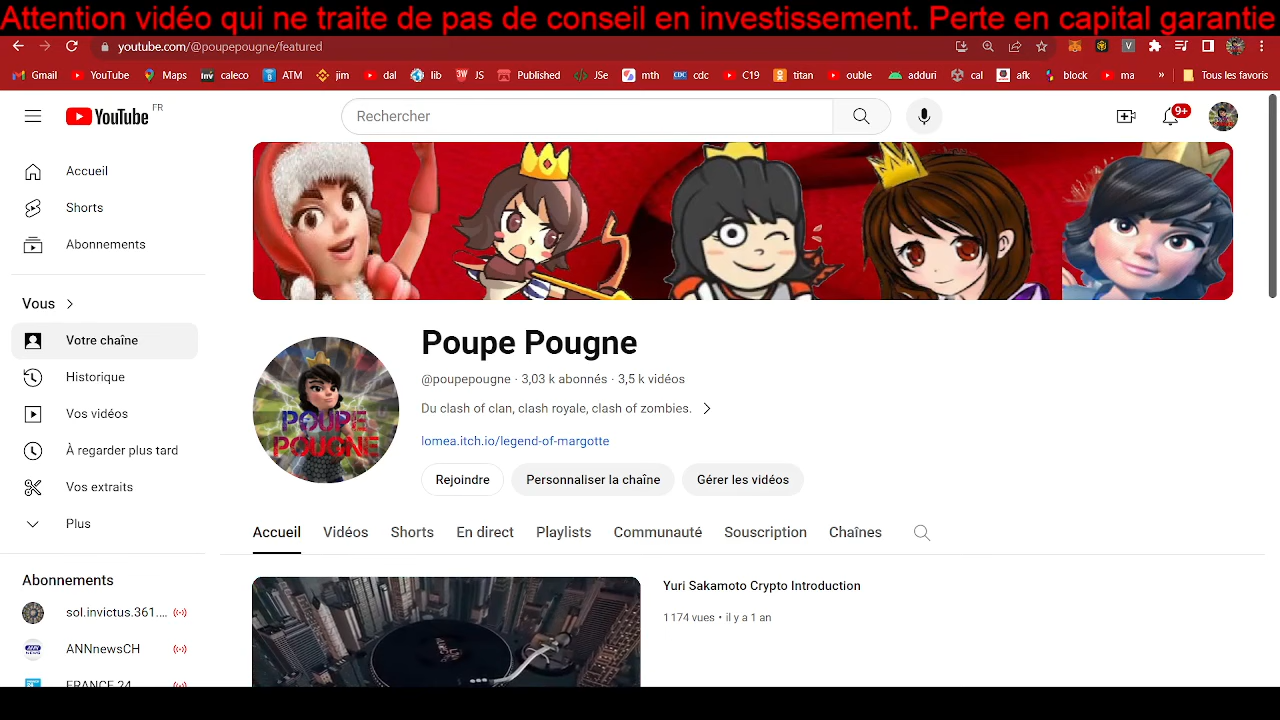 Attention vidéo qui ne traite de pas de conseil en investissement. Perte en capital garantie
youtube.com/@poupepougne/featured
Gmail YouTube Maps inv caleco ATM jim dal lib 3W JS Published JSe mth CDC cdc C19 titan ouble adduri cal afk block ma » Tous les favoris
YouTube FR
Rechercher
9+
Accueil
Shorts
Abonnements
Vous
Votre chaîne
Historique
Vos vidéos
À regarder plus tard
Vos extraits
Plus
Abonnements
sol.invictus.361....
ANNnewsCH
FRANCE 24
POUPE
POUGNE
Poupe Pougne
@poupepougne · 3,03 k abonnés · 3,5 k vidéos
Du clash of clan, clash royale, clash of zombies.
lomea.itch.io/legend-of-margotte
Rejoindre Personnaliser la chaîne Gérer les vidéos
Accueil Vidéos Shorts En direct Playlists Communauté Souscription Chaînes
Yuri Sakamoto Crypto Introduction
1 174 vues • il y a 1 an